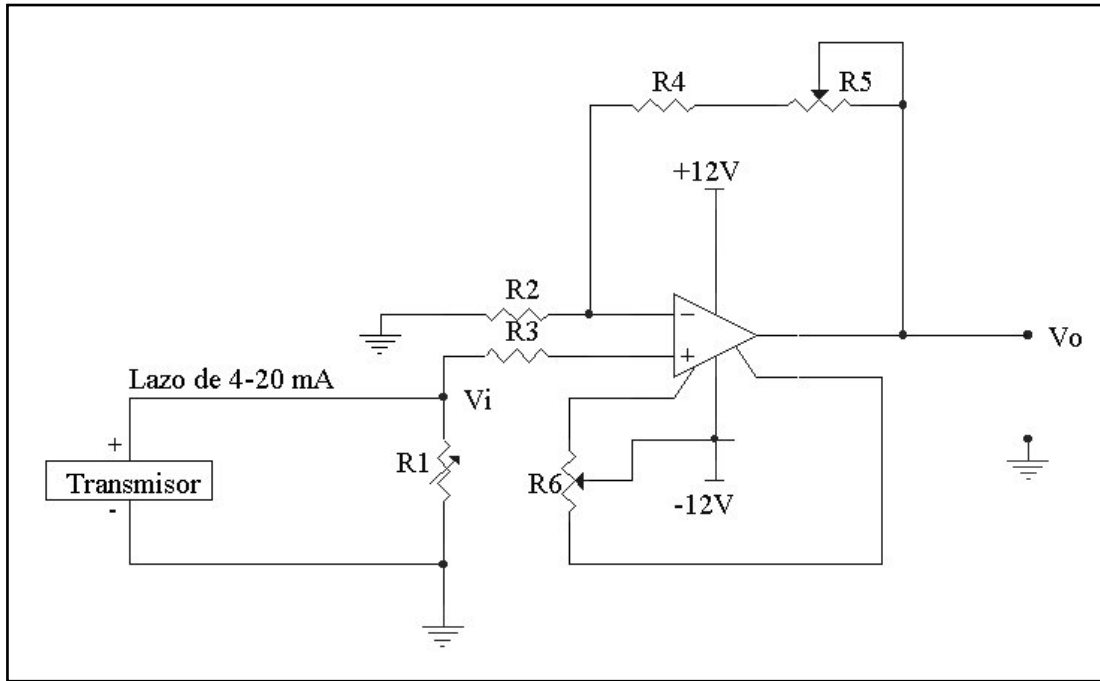 R4
R5
+12V
R2
−
R3
+
Vo
Lazo de 4-20 mA
Vi
+
R1
Transmisor
R6
-
-12V